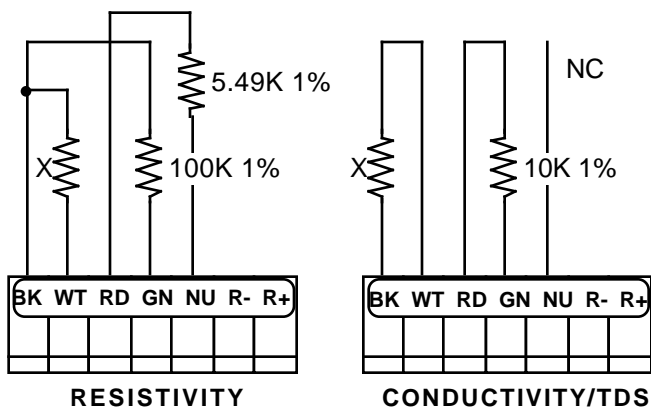 5.49K 1%
X
100K 1%
BK WT RD GN NU R- R+
RESISTIVITY
NC
X
10K 1%
BK WT RD GN NU R- R+
CONDUCTIVITY/TDS